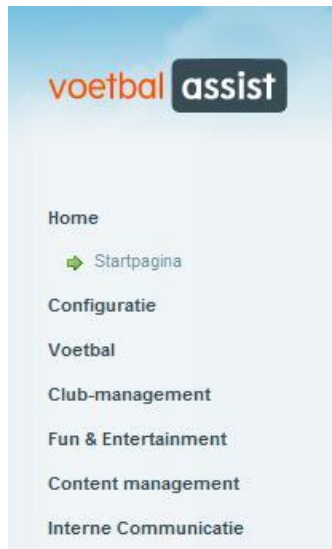 voetbal assist
Home
Startpagina
Configuratie
Voetbal
Club-management
Fun & Entertainment
Content management
Interne Communicatie